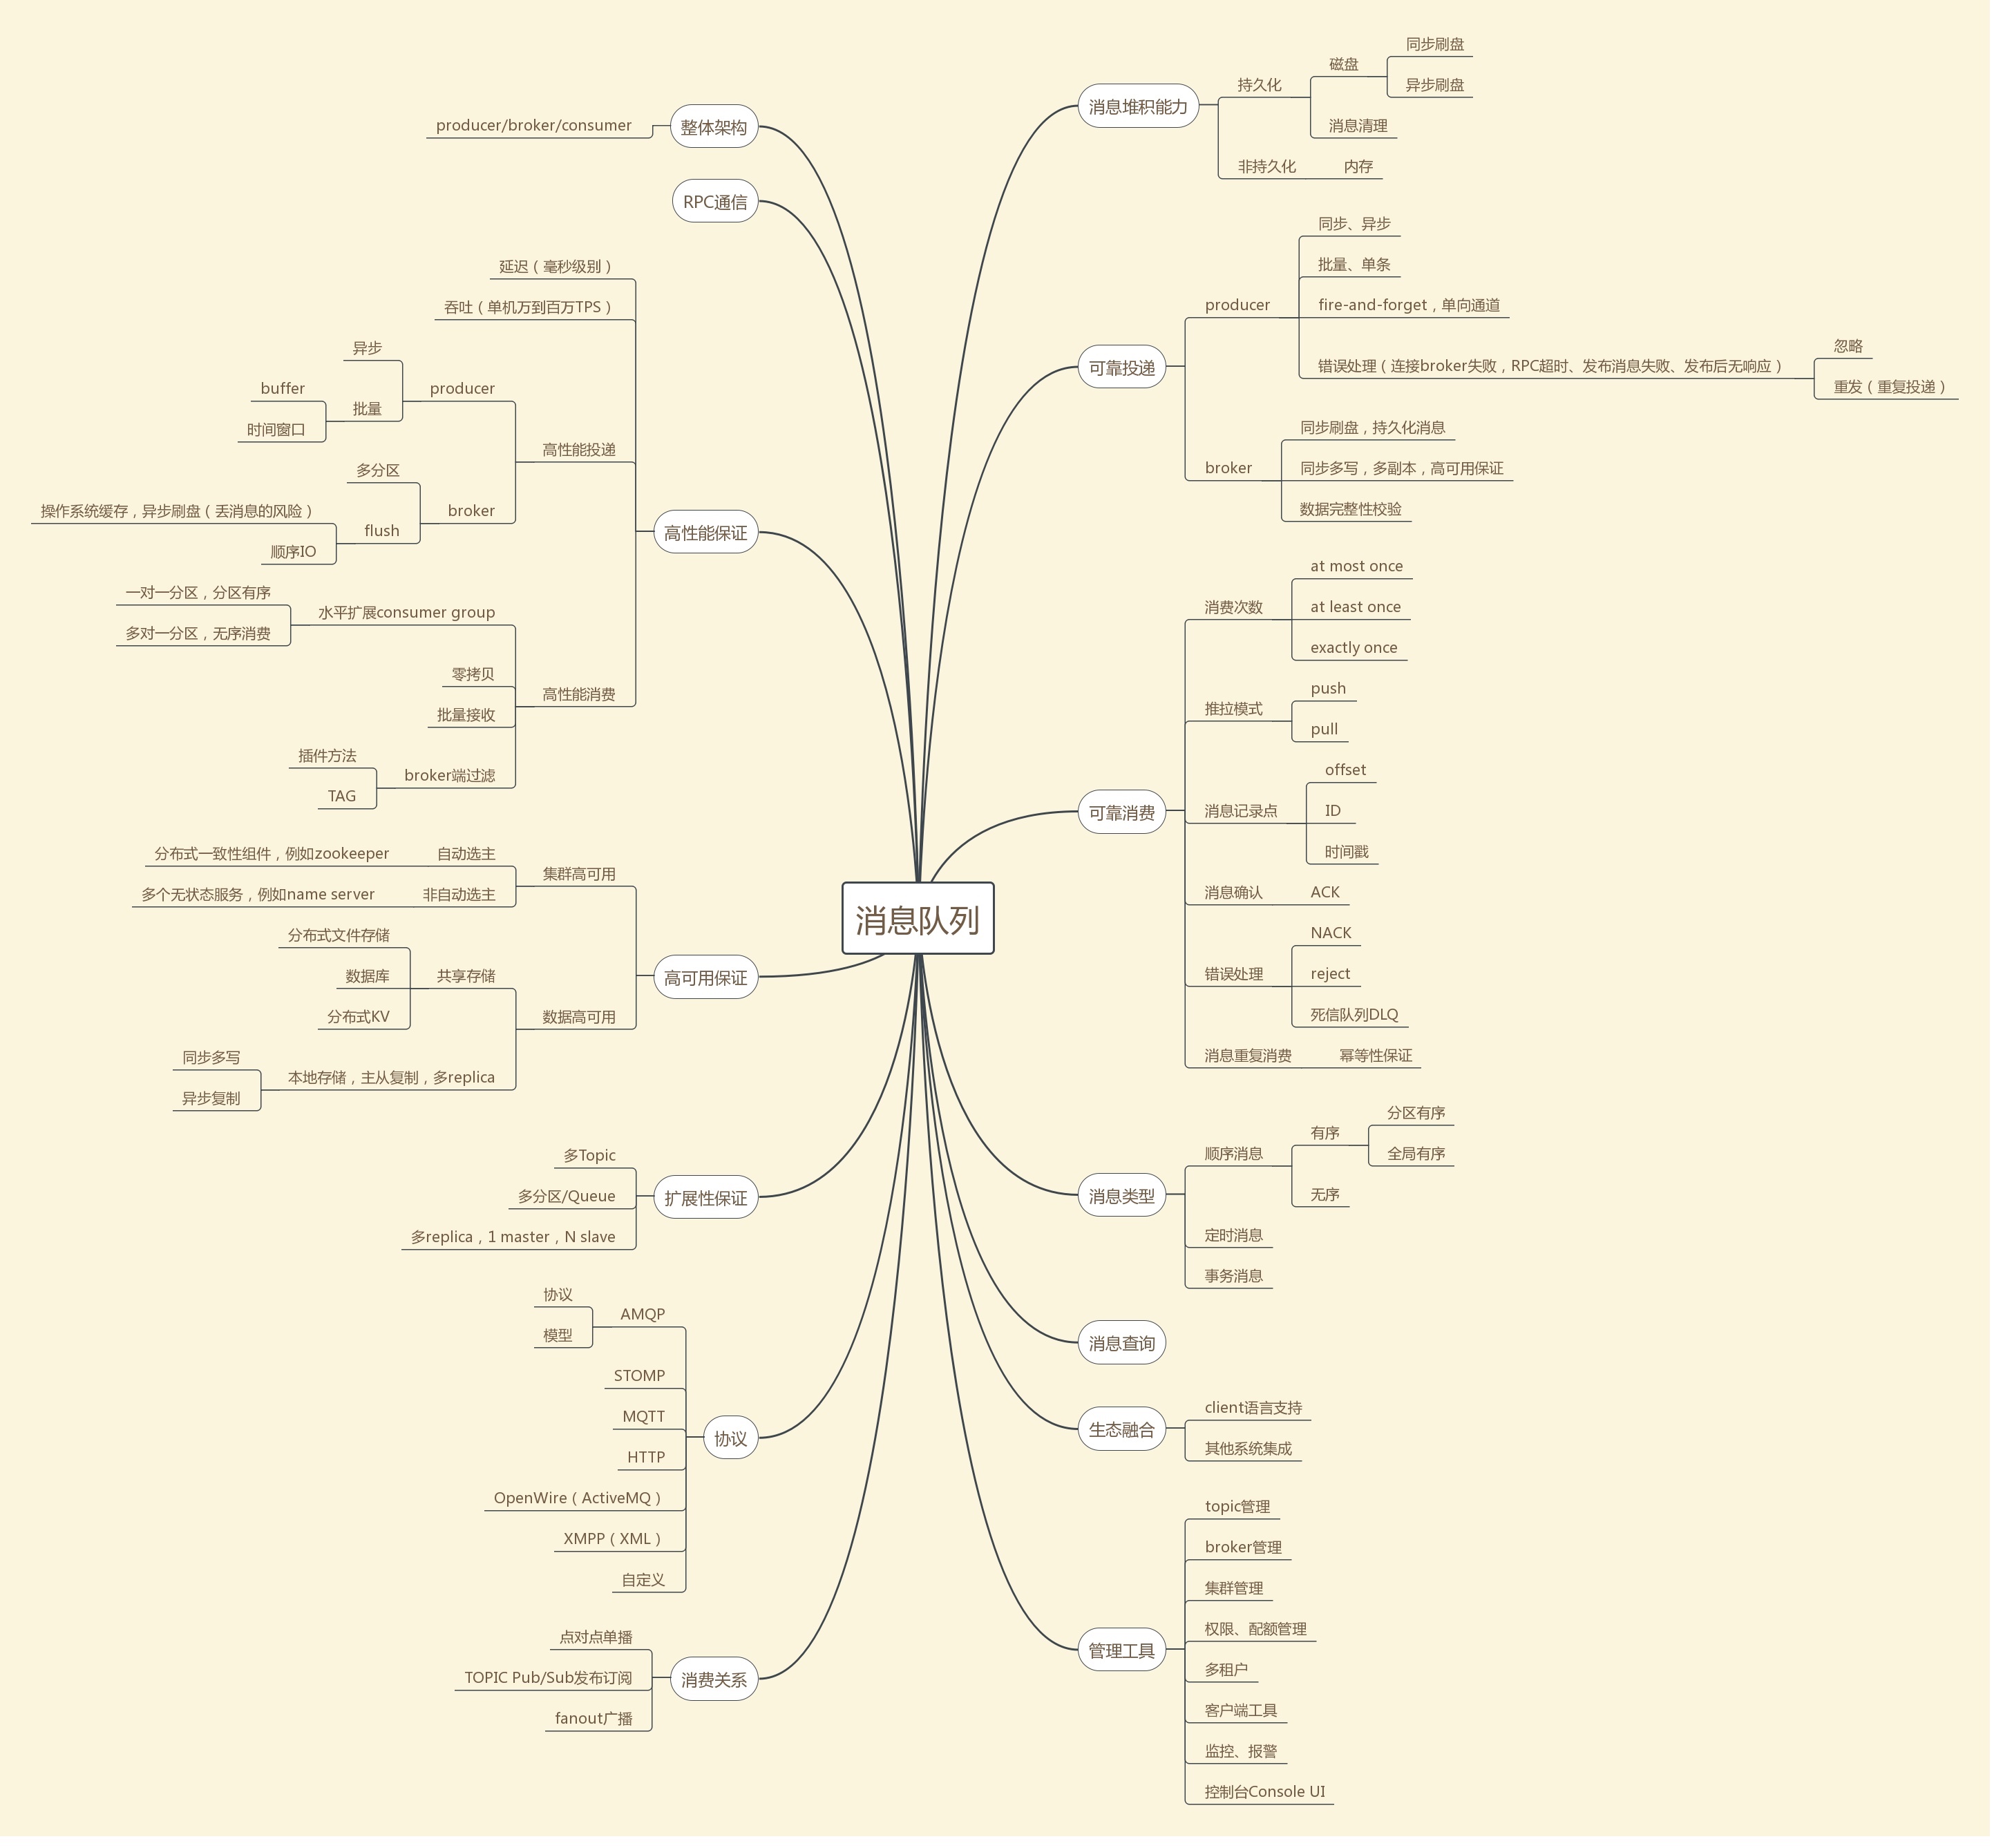 消息队列
整体架构
producer/broker/consumer
RPC通信
高性能保证
延迟（毫秒级别）
吞吐（单机万到百万TPS）
高性能投递
producer
异步
批量
buffer
时间窗口
broker
多分区
flush
操作系统缓存，异步刷盘（丢消息的风险）
顺序IO
高性能消费
水平扩展consumer group
一对一分区，分区有序
多对一分区，无序消费
零拷贝
批量接收
broker端过滤
插件方法
TAG
高可用保证
集群高可用
自动选主
分布式一致性组件，例如zookeeper
非自动选主
多个无状态服务，例如name server
数据高可用
共享存储
分布式文件存储
数据库
分布式KV
本地存储，主从复制，多replica
同步多写
异步复制
扩展性保证
多Topic
多分区/Queue
多replica，1 master，N slave
协议
AMQP
协议
模型
STOMP
MQTT
HTTP
OpenWire（ActiveMQ）
XMPP（XML）
自定义
消费关系
点对点单播
TOPIC Pub/Sub发布订阅
fanout广播
消息堆积能力
持久化
磁盘
同步刷盘
异步刷盘
消息清理
非持久化
内存
可靠投递
producer
同步、异步
批量、单条
fire-and-forget，单向通道
错误处理（连接broker失败，RPC超时、发布消息失败、发布后无响应）
忽略
重发（重复投递）
broker
同步刷盘，持久化消息
同步多写，多副本，高可用保证
数据完整性校验
可靠消费
消费次数
at most once
at least once
exactly once
推拉模式
push
pull
消息记录点
offset
ID
时间戳
消息确认
ACK
错误处理
NACK
reject
死信队列DLQ
消息重复消费
幂等性保证
消息类型
顺序消息
有序
分区有序
全局有序
无序
定时消息
事务消息
消息查询
生态融合
client语言支持
其他系统集成
管理工具
topic管理
broker管理
集群管理
权限、配额管理
多租户
客户端工具
监控、报警
控制台Console UI